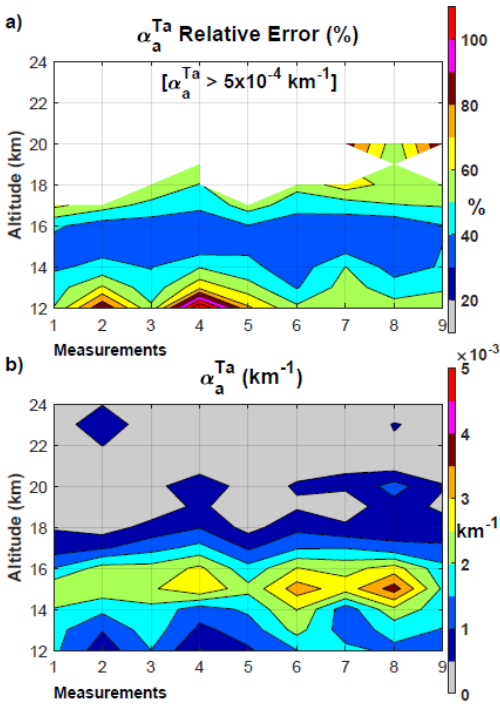 a)
α_a^Ta Relative Error (%)
[α_a^Ta > 5x10^-4 km^-1]
Altitude (km)
24
22
20
18
16
14
12
1 2 3 4 5 6 7 8 9
Measurements
100
80
60
%
40
20
b)
α_a^Ta (km^-1)
×10^-3
Altitude (km)
24
22
20
18
16
14
12
1 2 3 4 5 6 7 8 9
Measurements
5
4
3
km^-1
2
1
0